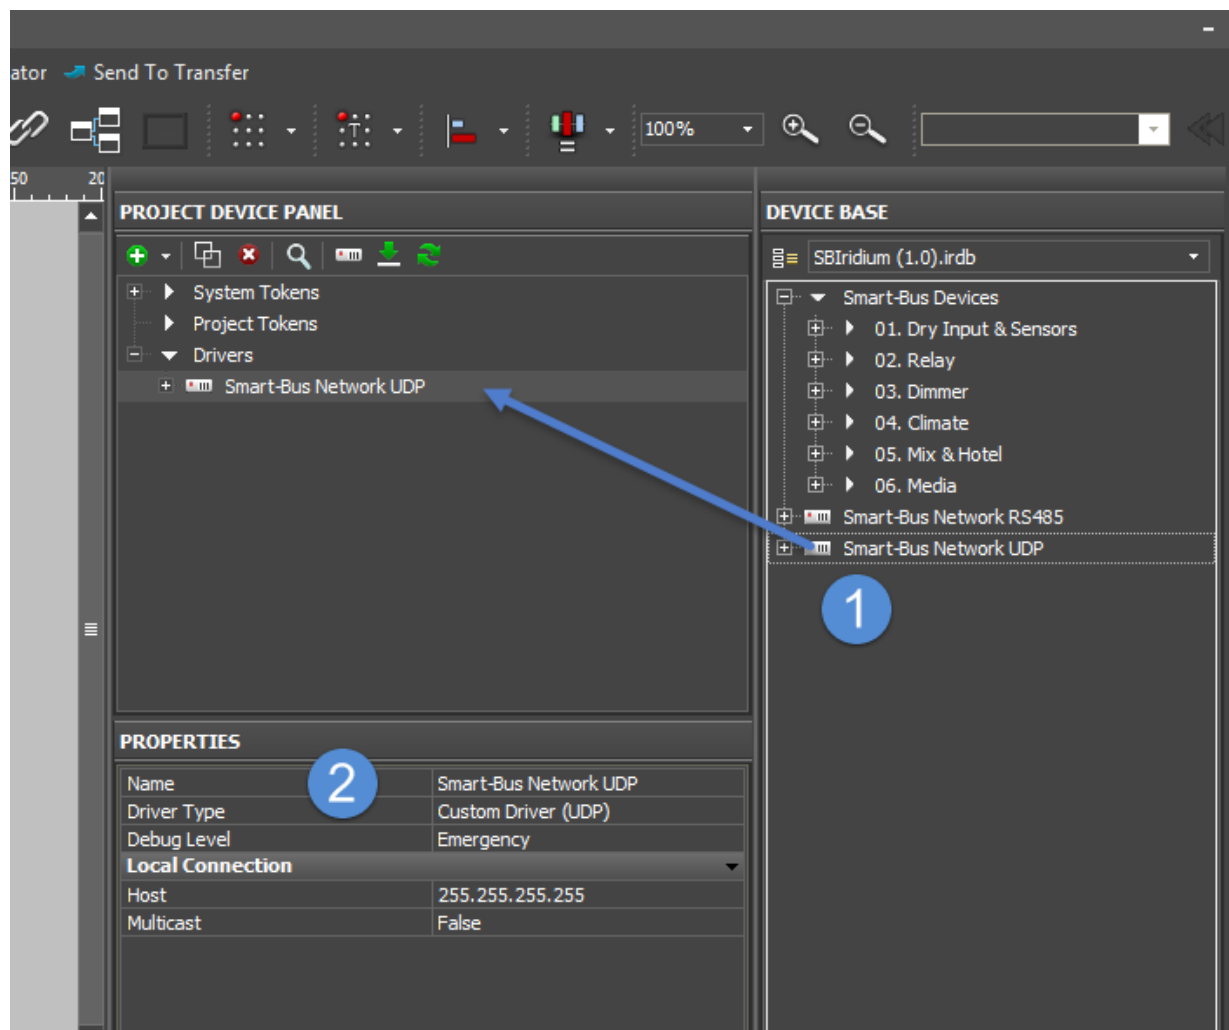 ator Send To Transfer
T
100%
50 20
PROJECT DEVICE PANEL
System Tokens
Project Tokens
Drivers
Smart-Bus Network UDP
DEVICE BASE
SBIridium (1.0).irdb
Smart-Bus Devices
01. Dry Input & Sensors
02. Relay
03. Dimmer
04. Climate
05. Mix & Hotel
06. Media
Smart-Bus Network RS485
Smart-Bus Network UDP
1
PROPERTIES
2
Name Smart-Bus Network UDP
Driver Type Custom Driver (UDP)
Debug Level Emergency
Local Connection
Host 255.255.255.255
Multicast False